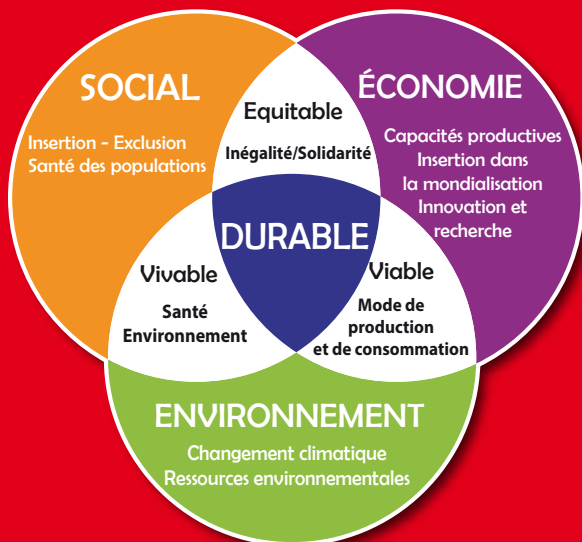 SOCIAL
Insertion - Exclusion
Santé des populations
Equitable
Inégalité/Solidarité
ÉCONOMIE
Capacités productives
Insertion dans
la mondialisation
Innovation et
recherche
DURABLE
Vivable
Santé
Environnement
Viable
Mode de
production
et de consommation
ENVIRONNEMENT
Changement climatique
Ressources environnementales